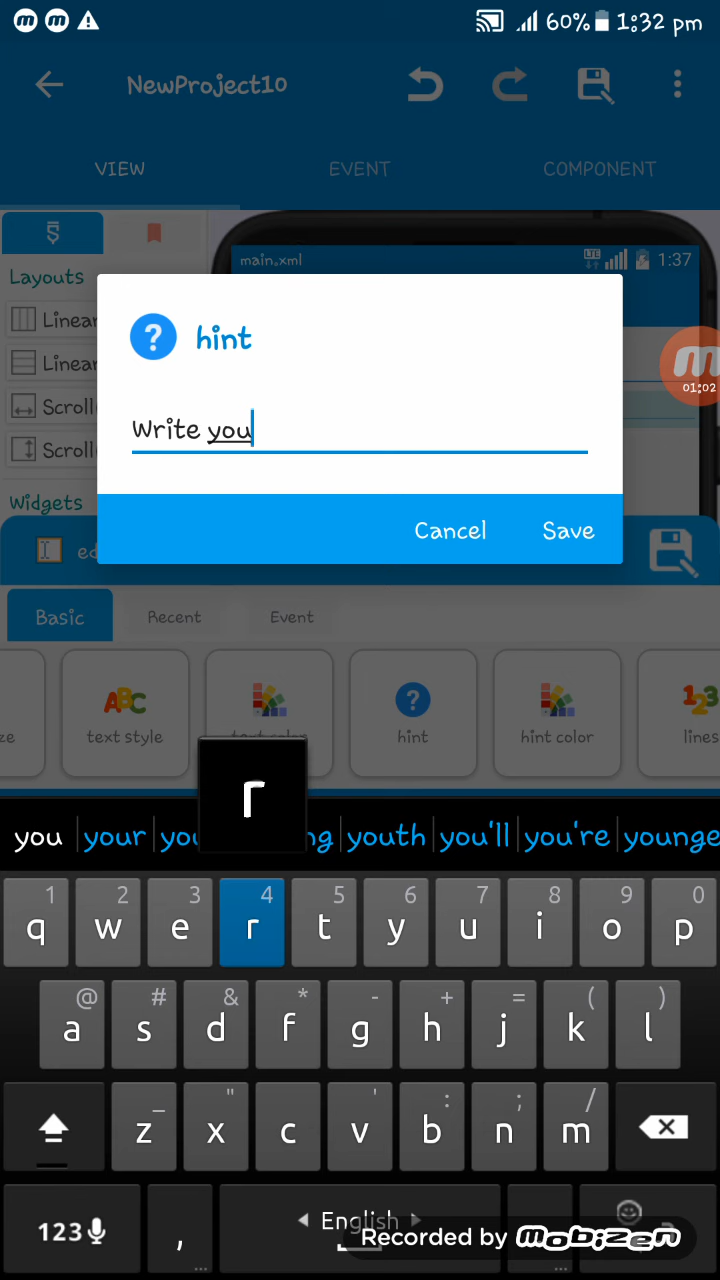 60% 1:32 pm
NewProject10
VIEW EVENT COMPONENT
main.xml 1:37
Layouts
Linear
Linear
Scroll
Scroll
Widgets
01:02
hint
Write you
Cancel Save
ed
Basic Recent Event
ze text style text color hint hint color lines
r
you your you ng youth you'll you're younge
1 2 3 4 5 6 7 8 9 0
q w e r t y u i o p
@ # & * - + = ( )
a s d f g h j k l
_ " ' : ; /
z x c v b n m
123 , English
Recorded by mobizen